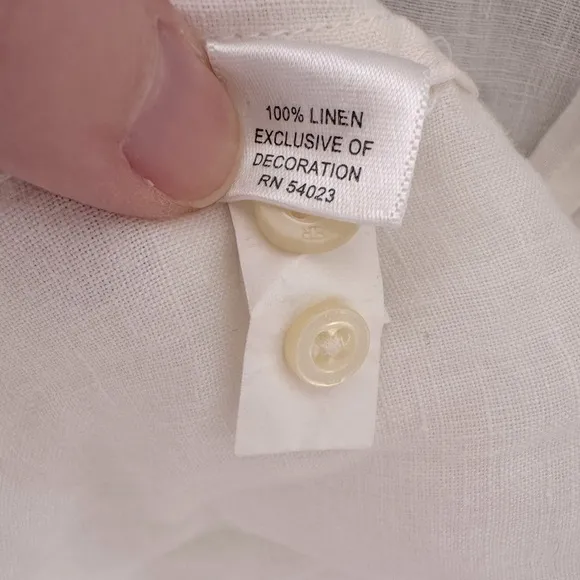 100% LINEN
EXCLUSIVE OF
DECORATION
RN 54023